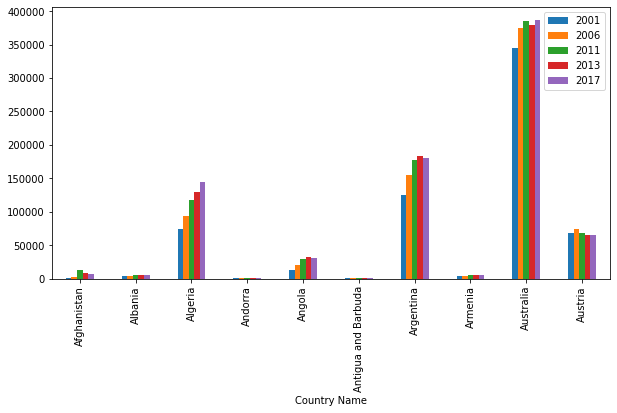 400000
350000
300000
250000
200000
150000
100000
50000
0
2001
2006
2011
2013
2017
Afghanistan
Albania
Algeria
Andorra
Angola
Antigua and Barbuda
Argentina
Armenia
Australia
Austria
Country Name